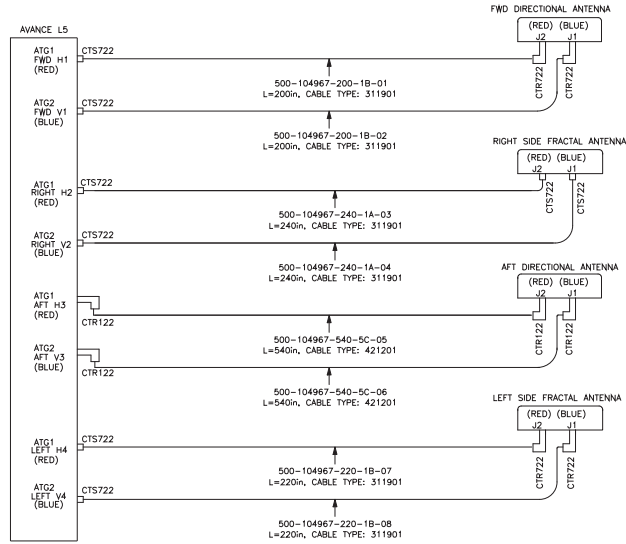 AVANCE L5
FWD DIRECTIONAL ANTENNA
(RED) (BLUE)
J2 J1
ATG1
FWD H1
(RED)
CTS722
CTR722
CTR722
500-104967-200-1B-01
L=200in, CABLE TYPE: 311901
ATG2
FWD V1
(BLUE)
CTS722
500-104967-200-1B-02
L=200in, CABLE TYPE: 311901
RIGHT SIDE FRACTAL ANTENNA
(RED) (BLUE)
J2 J1
ATG1
RIGHT H2
(RED)
CTS722
CTS722
CTS722
500-104967-240-1A-03
L=240in, CABLE TYPE: 311901
ATG2
RIGHT V2
(BLUE)
CTS722
500-104967-240-1A-04
L=240in, CABLE TYPE: 311901
AFT DIRECTIONAL ANTENNA
(RED) (BLUE)
J2 J1
ATG1
AFT H3
(RED)
CTR122
CTR122
CTR122
500-104967-540-5C-05
L=540in, CABLE TYPE: 421201
ATG2
AFT V3
(BLUE)
CTR122
500-104967-540-5C-06
L=540in, CABLE TYPE: 421201
LEFT SIDE FRACTAL ANTENNA
(RED) (BLUE)
J2 J1
ATG1
LEFT H4
(RED)
CTS722
CTR722
CTR722
500-104967-220-1B-07
L=220in, CABLE TYPE: 311901
ATG2
LEFT V4
(BLUE)
CTS722
500-104967-220-1B-08
L=220in, CABLE TYPE: 311901